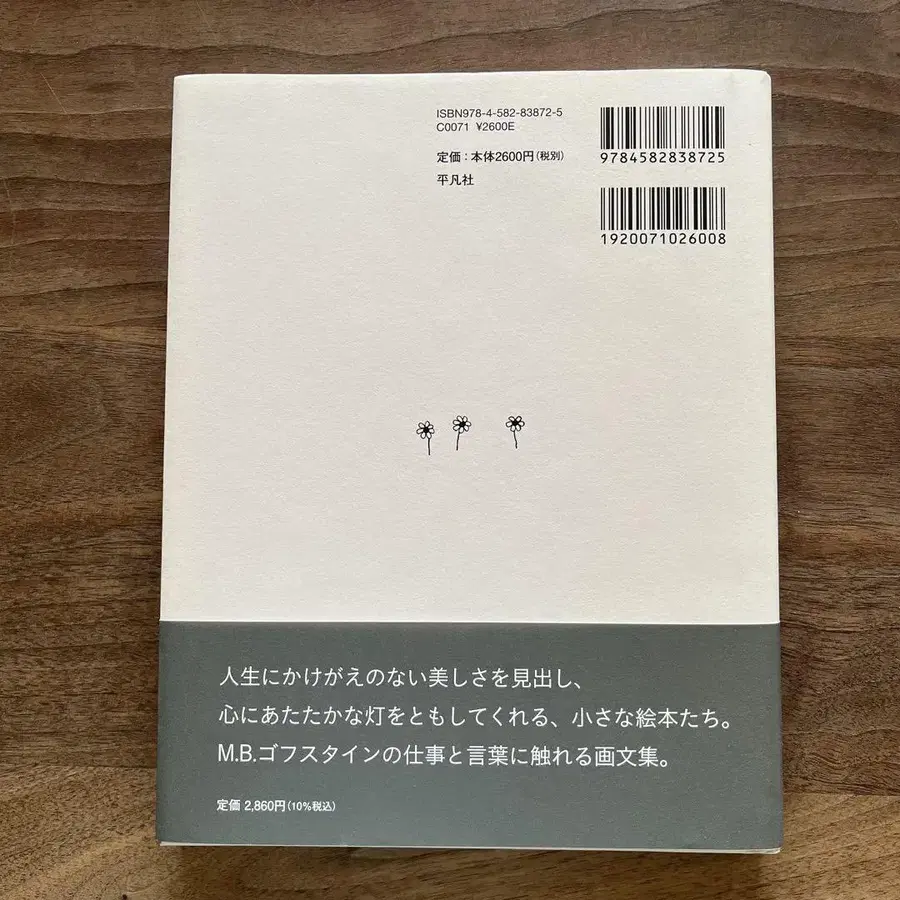 ISBN978-4-582-83872-5
C0071 ¥2600E
定価：本体2600円（税別）
平凡社
9784582838725
1920071026008
人生にかけがえのない美しさを見出し、
心にあたたかな灯をともしてくれる、小さな絵本たち。
M.B.ゴフスタインの仕事と言葉に触れる画文集。
定価 2,860円（10%税込）